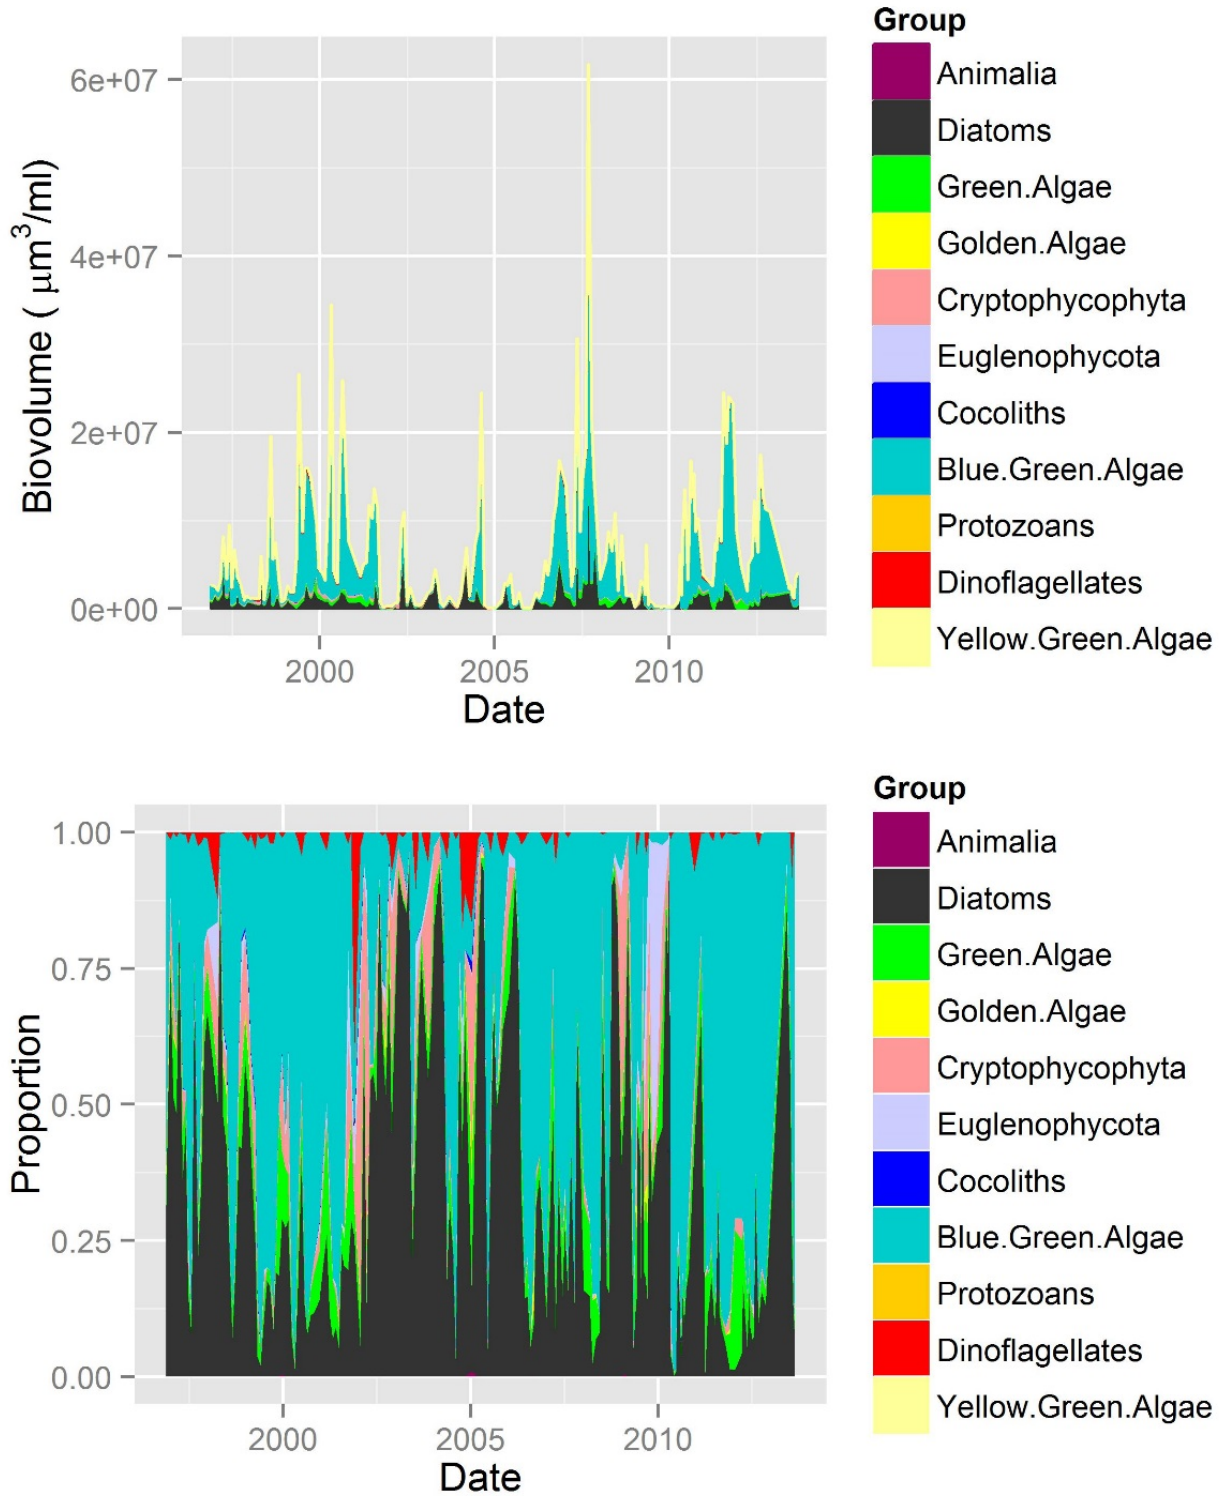 Group
Animalia
Diatoms
Green.Algae
Golden.Algae
Cryptophycophyta
Euglenophycota
Cocoliths
Blue.Green.Algae
Protozoans
Dinoflagellates
Yellow.Green.Algae
Biovolume ( μm³/ml)
6e+07
4e+07
2e+07
0e+00
2000 2005 2010
Date
Group
Animalia
Diatoms
Green.Algae
Golden.Algae
Cryptophycophyta
Euglenophycota
Cocoliths
Blue.Green.Algae
Protozoans
Dinoflagellates
Yellow.Green.Algae
Proportion
1.00
0.75
0.50
0.25
0.00
2000 2005 2010
Date